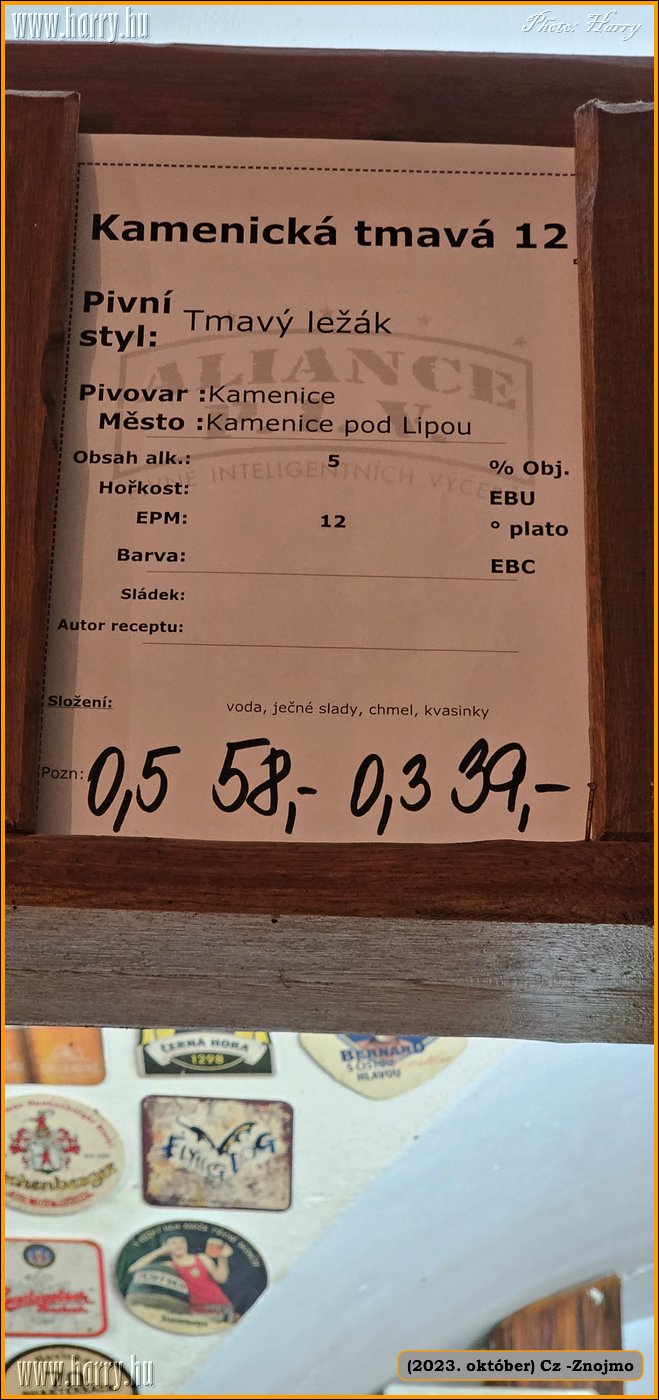 www.harry.hu
Photo: Harry
Kamenická tmavá 12
Pivní styl: Tmavý ležák
ALIANCE
P.I.V.
Pivovar :Kamenice
Město :Kamenice pod Lipou
INTELIGENTNÍCH VÝČEPŮ
Obsah alk.: 5 % Obj.
Hořkost: EBU
EPM: 12 ° plato
Barva: EBC
Sládek:
Autor receptu:
Složení: voda, ječné slady, chmel, kvasinky
Pozn: 0,5 58,- 0,3 39,-
ČERNÁ HORA
1298
BERNARD
S ČISTOU
HLAVOU
FLYING DOG
www.harry.hu
(2023. október) Cz -Znojmo